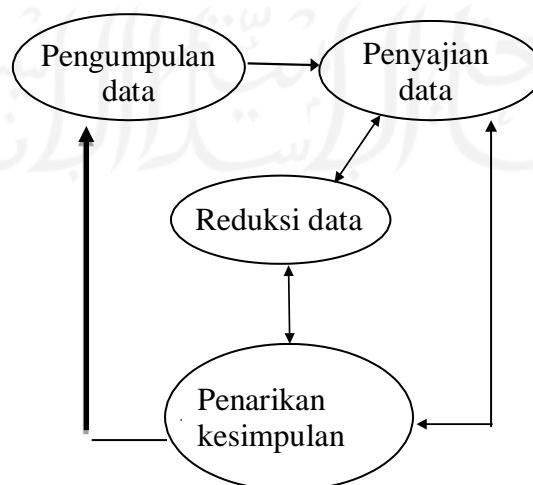 Pengumpulan
data
Penyajian
data
Reduksi data
Penarikan
kesimpulan